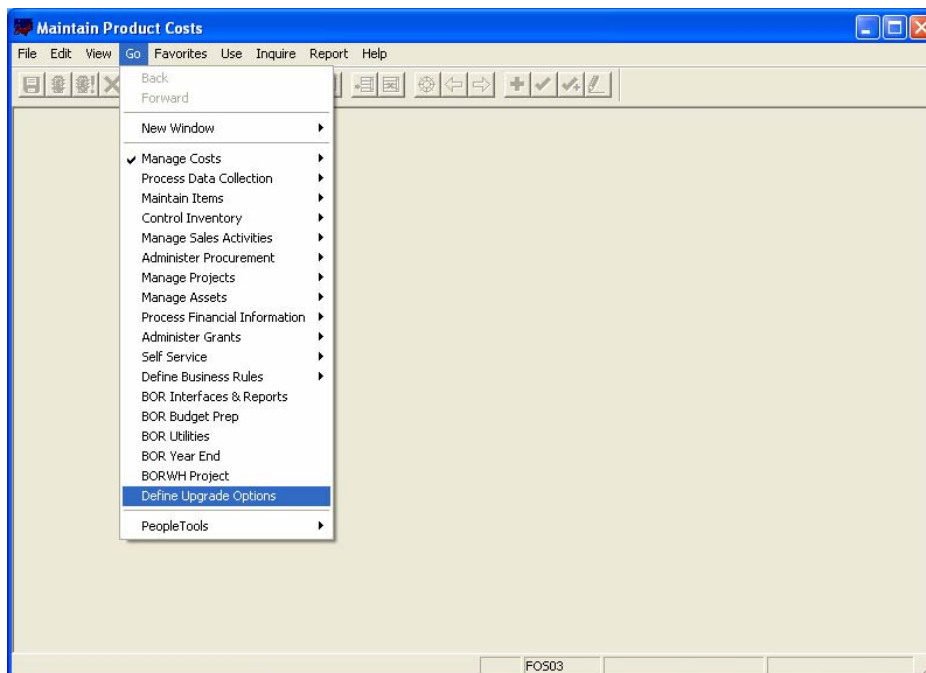 Maintain Product Costs
File Edit View Go Favorites Use Inquire Report Help
Back
Forward
New Window
Manage Costs
Process Data Collection
Maintain Items
Control Inventory
Manage Sales Activities
Administer Procurement
Manage Projects
Manage Assets
Process Financial Information
Administer Grants
Self Service
Define Business Rules
BOR Interfaces & Reports
BOR Budget Prep
BOR Utilities
BOR Year End
BORWH Project
Define Upgrade Options
PeopleTools
FOS03